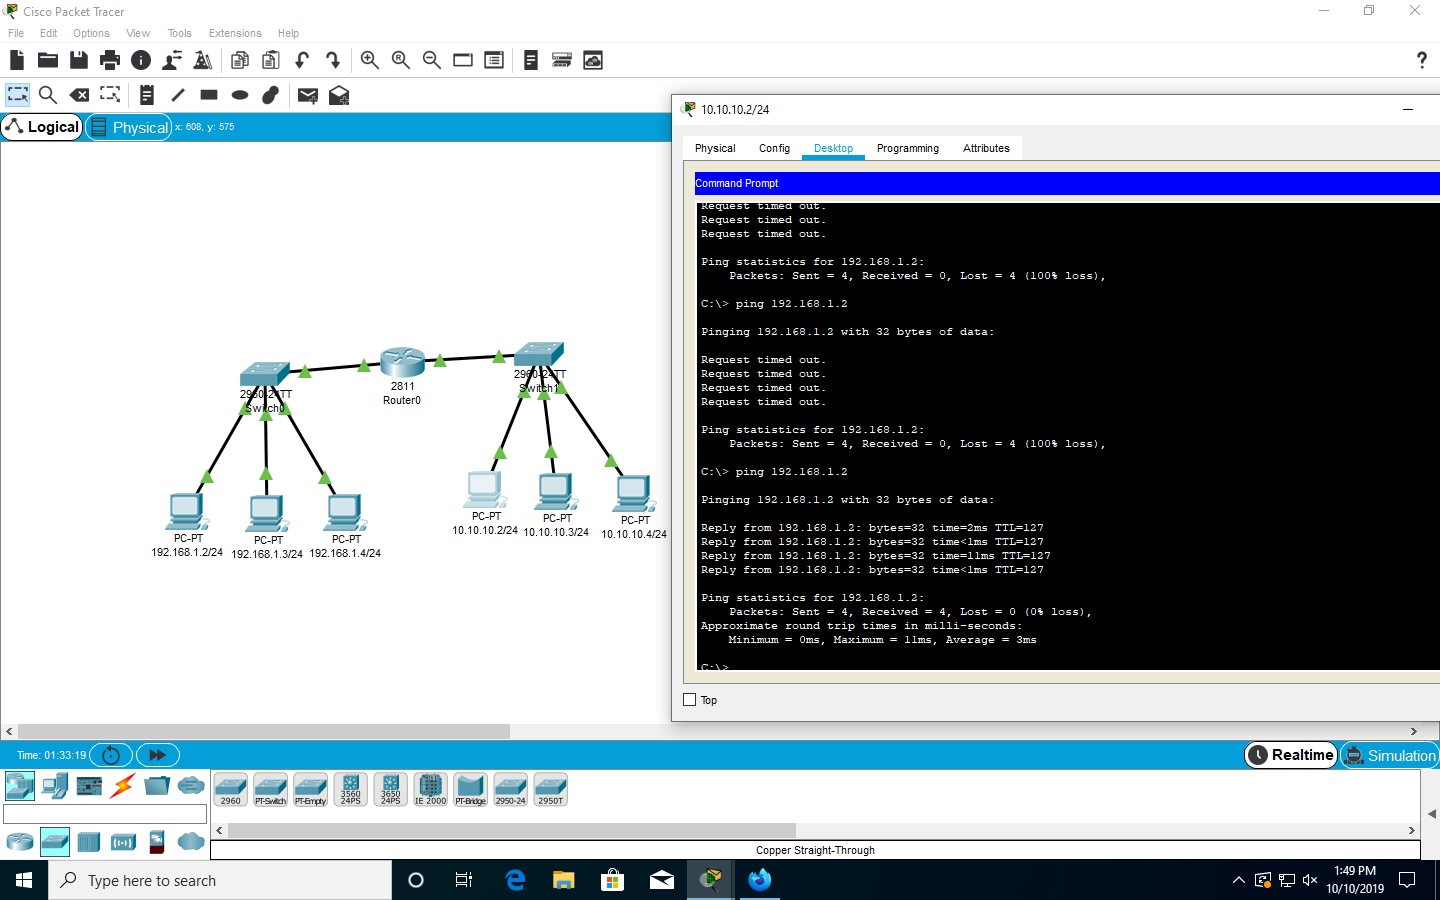 Cisco Packet Tracer
File Edit Options View Tools Extensions Help
?
Logical Physical x: 608, y: 575
10.10.10.2/24
Physical Config Desktop Programming Attributes
Command Prompt
Request timed out.
Request timed out.
Request timed out.
Ping statistics for 192.168.1.2:
Packets: Sent = 4, Received = 0, Lost = 4 (100% loss),
C:\> ping 192.168.1.2
Pinging 192.168.1.2 with 32 bytes of data:
Request timed out.
Request timed out.
Request timed out.
Request timed out.
Ping statistics for 192.168.1.2:
Packets: Sent = 4, Received = 0, Lost = 4 (100% loss),
C:\> ping 192.168.1.2
Pinging 192.168.1.2 with 32 bytes of data:
Reply from 192.168.1.2: bytes=32 time=2ms TTL=127
Reply from 192.168.1.2: bytes=32 time<1ms TTL=127
Reply from 192.168.1.2: bytes=32 time=11ms TTL=127
Reply from 192.168.1.2: bytes=32 time<1ms TTL=127
Ping statistics for 192.168.1.2:
Packets: Sent = 4, Received = 4, Lost = 0 (0% loss),
Approximate round trip times in milli-seconds:
Minimum = 0ms, Maximum = 11ms, Average = 3ms
C:\>
Top
2960-24TT
Switch0
2811
Router0
2960-24TT
Switch1
PC-PT
192.168.1.2/24
PC-PT
192.168.1.3/24
PC-PT
192.168.1.4/24
PC-PT
10.10.10.2/24
PC-PT
10.10.10.3/24
PC-PT
10.10.10.4/24
Time: 01:33:19
Realtime Simulation
2960 PT-Switch PT-Empty 3560 24PS 3650 24PS IE 2000 PT-Bridge 2950-24 2950T
Copper Straight-Through
Type here to search
1:49 PM
10/10/2019